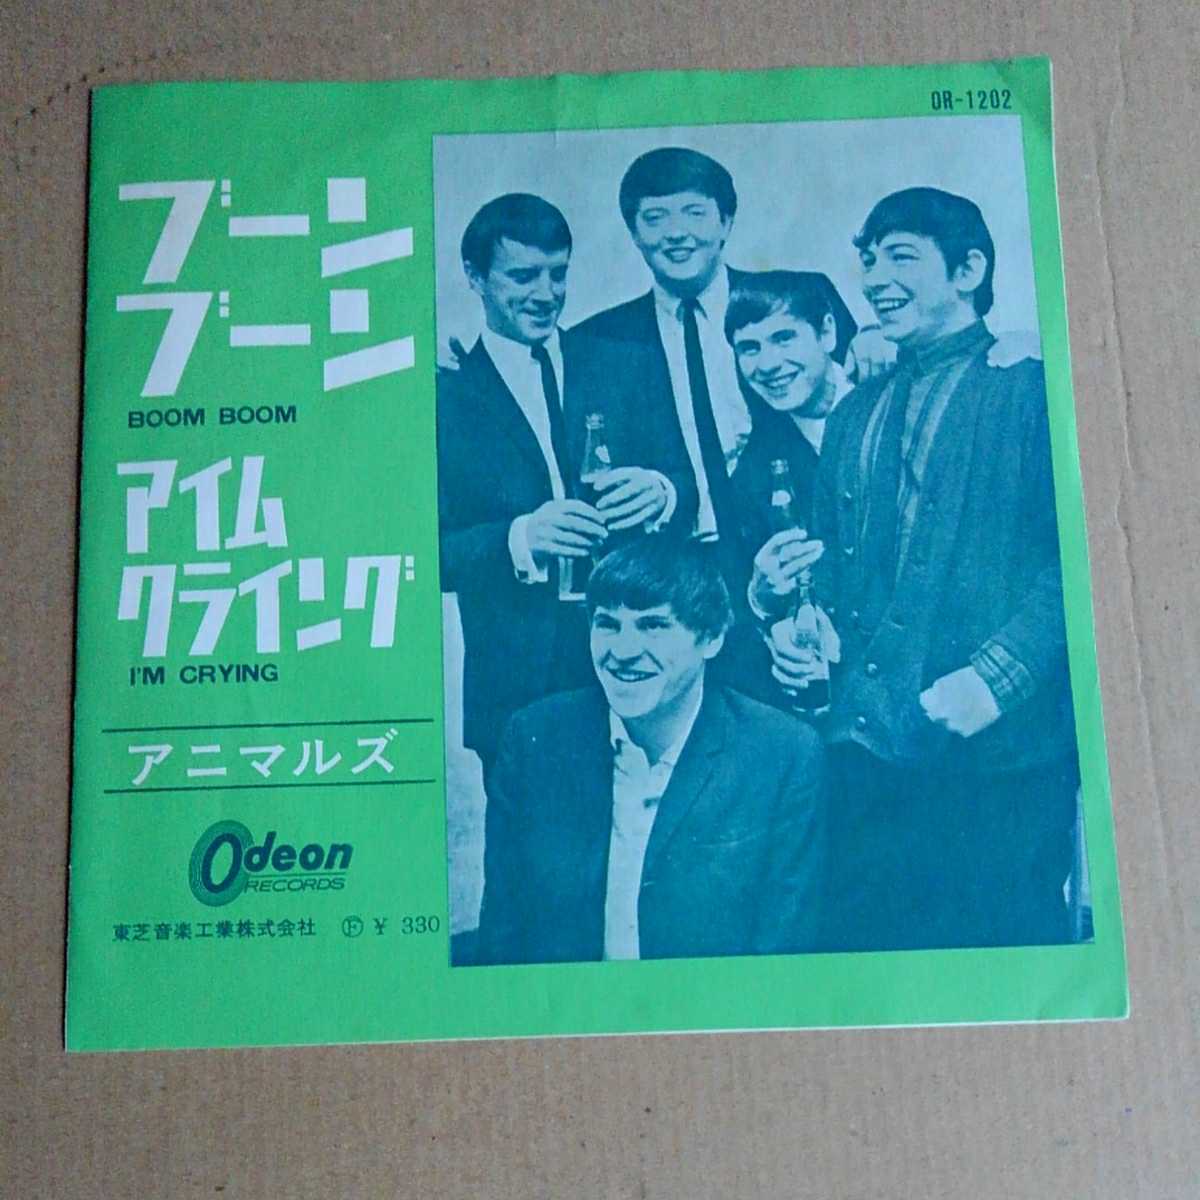 OR-1202
ブーン
ブーン
BOOM BOOM
アイム
クライング
I'M CRYING
アニマルズ
Odeon
RECORDS
東芝音楽工業株式会社 Ⓕ ¥ 330